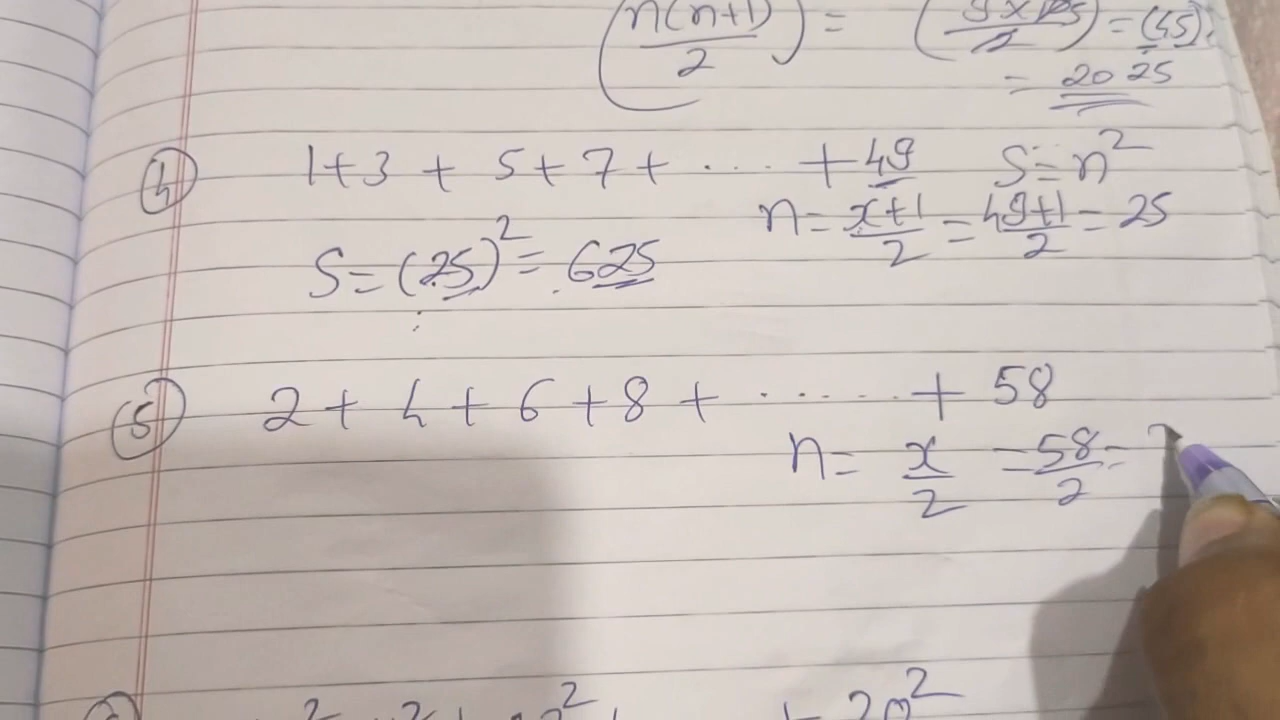 (n(n+1)/2) = (9×5/2) = (45)
= 2025
④ 1+3+5+7+.....+49 S=n²
n=x+1/2=49+1/2=25
S=(25)²=625
⑤ 2+4+6+8+......+58
n=x/2=58/2=